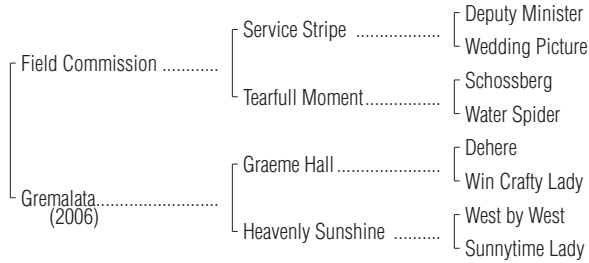 Deputy Minister
Service Stripe ..................
Wedding Picture
Field Commission ............
Schossberg
Tearfull Moment................
Water Spider
Dehere
Graeme Hall ......................
Win Crafty Lady
Gremalata..........................
(2006)
West by West
Heavenly Sunshine ..........
Sunnytime Lady